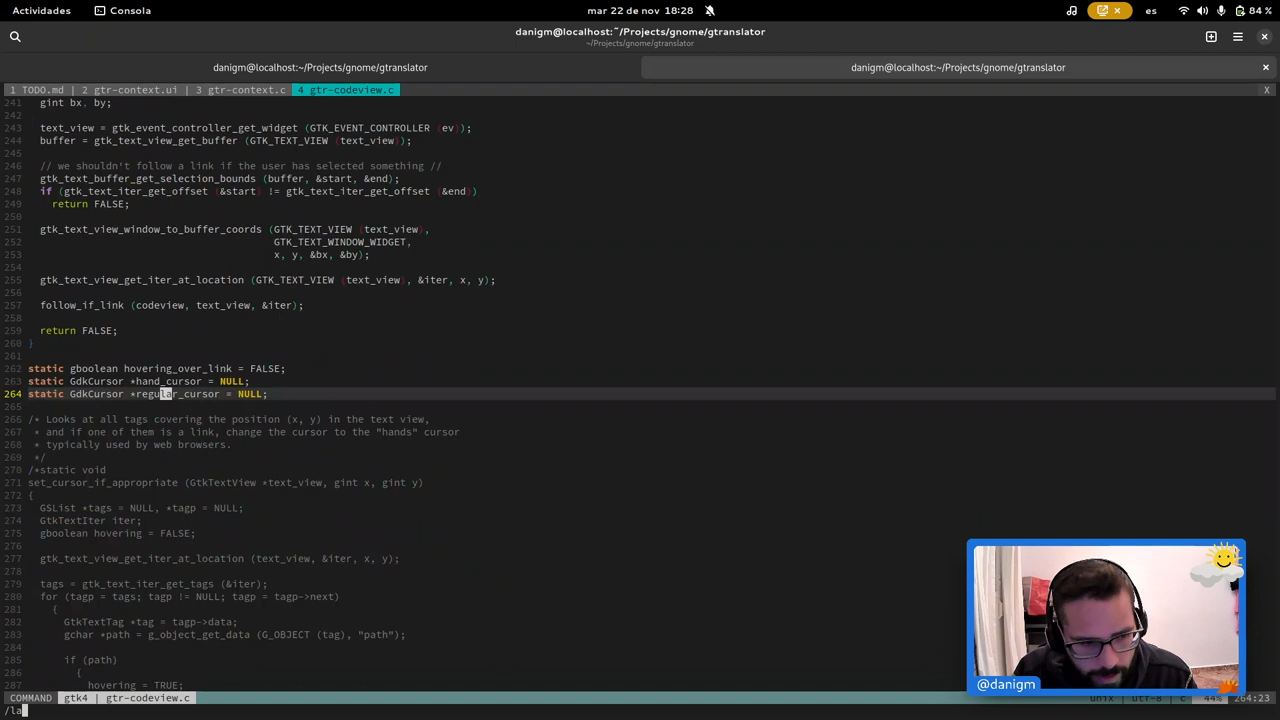 Actividades
Consola
mar 22 de nov 18:28
es
84 %
danigm@localhost:~/Projects/gnome/gtranslator
~/Projects/gnome/gtranslator
danigm@localhost:~/Projects/gnome/gtranslator
danigm@localhost:~/Projects/gnome/gtranslator
1 TODO.md | 2 gtr-context.ui | 3 gtr-context.c 4 gtr-codeview.c X
241 gint bx, by;
242
243 text_view = gtk_event_controller_get_widget (GTK_EVENT_CONTROLLER (ev));
244 buffer = gtk_text_view_get_buffer (GTK_TEXT_VIEW (text_view));
245
246 // we shouldn't follow a link if the user has selected something //
247 gtk_text_buffer_get_selection_bounds (buffer, &start, &end);
248 if (gtk_text_iter_get_offset (&start) != gtk_text_iter_get_offset (&end))
249 return FALSE;
250
251 gtk_text_view_window_to_buffer_coords (GTK_TEXT_VIEW (text_view),
252 GTK_TEXT_WINDOW_WIDGET,
253 x, y, &bx, &by);
254
255 gtk_text_view_get_iter_at_location (GTK_TEXT_VIEW (text_view), &iter, x, y);
256
257 follow_if_link (codeview, text_view, &iter);
258
259 return FALSE;
260 }
261
262 static gboolean hovering_over_link = FALSE;
263 static GdkCursor *hand_cursor = NULL;
264 static GdkCursor *regular_cursor = NULL;
265
266 /* Looks at all tags covering the position (x, y) in the text view,
267 * and if one of them is a link, change the cursor to the "hands" cursor
268 * typically used by web browsers.
269 */
270 /*static void
271 set_cursor_if_appropriate (GtkTextView *text_view, gint x, gint y)
272 {
273 GSList *tags = NULL, *tagp = NULL;
274 GtkTextIter iter;
275 gboolean hovering = FALSE;
276
277 gtk_text_view_get_iter_at_location (text_view, &iter, x, y);
278
279 tags = gtk_text_iter_get_tags (&iter);
280 for (tagp = tags; tagp != NULL; tagp = tagp->next)
281 {
282 GtkTextTag *tag = tagp->data;
283 gchar *path = g_object_get_data (G_OBJECT (tag), "path");
284
285 if (path)
286 {
287 hovering = TRUE;
@danigm
COMMAND gtk4 | gtr-codeview.c unix | utf-8 | c 44% 264:23
/la